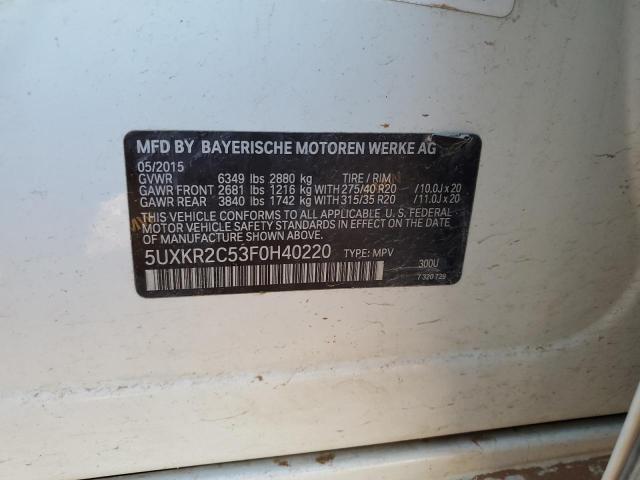 MFD BY BAYERISCHE MOTOREN WERKE AG
05/2015
GVWR 6349 lbs 2880 kg TIRE / RIM
GAWR FRONT 2681 lbs 1216 kg WITH 275/40 R20 / 10.0J x 20
GAWR REAR 3840 lbs 1742 kg WITH 315/35 R20 / 11.0J x 20
THIS VEHICLE CONFORMS TO ALL APPLICABLE U. S. FEDERAL
MOTOR VEHICLE SAFETY STANDARDS IN EFFECT ON THE DATE
OF MANUFACTURE SHOWN ABOVE.
5UXKR2C53F0H40220 TYPE: MPV
300U
7 320 729